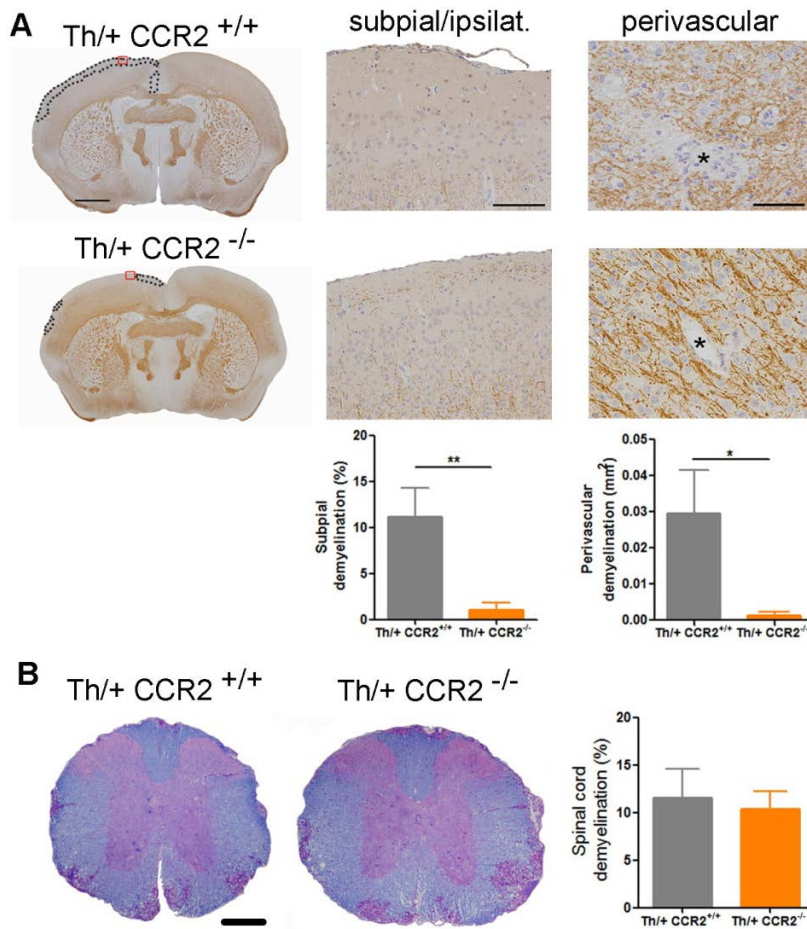 A
Th/+ CCR2 +/+
subpial/ipsilat.
perivascular
*
Th/+ CCR2 -/-
*
Subpial
demyelination (%)
20
15
10
5
0
**
Th/+ CCR2+/+
Th/+ CCR2-/-
Perivascular
demyelination (mm2)
0.05
0.04
0.03
0.02
0.01
0.00
*
Th/+ CCR2+/+
Th/+ CCR2-/-
B
Th/+ CCR2 +/+
Th/+ CCR2 -/-
Spinal cord
demyelination (%)
20
15
10
5
0
Th/+ CCR2+/+
Th/+ CCR2-/-